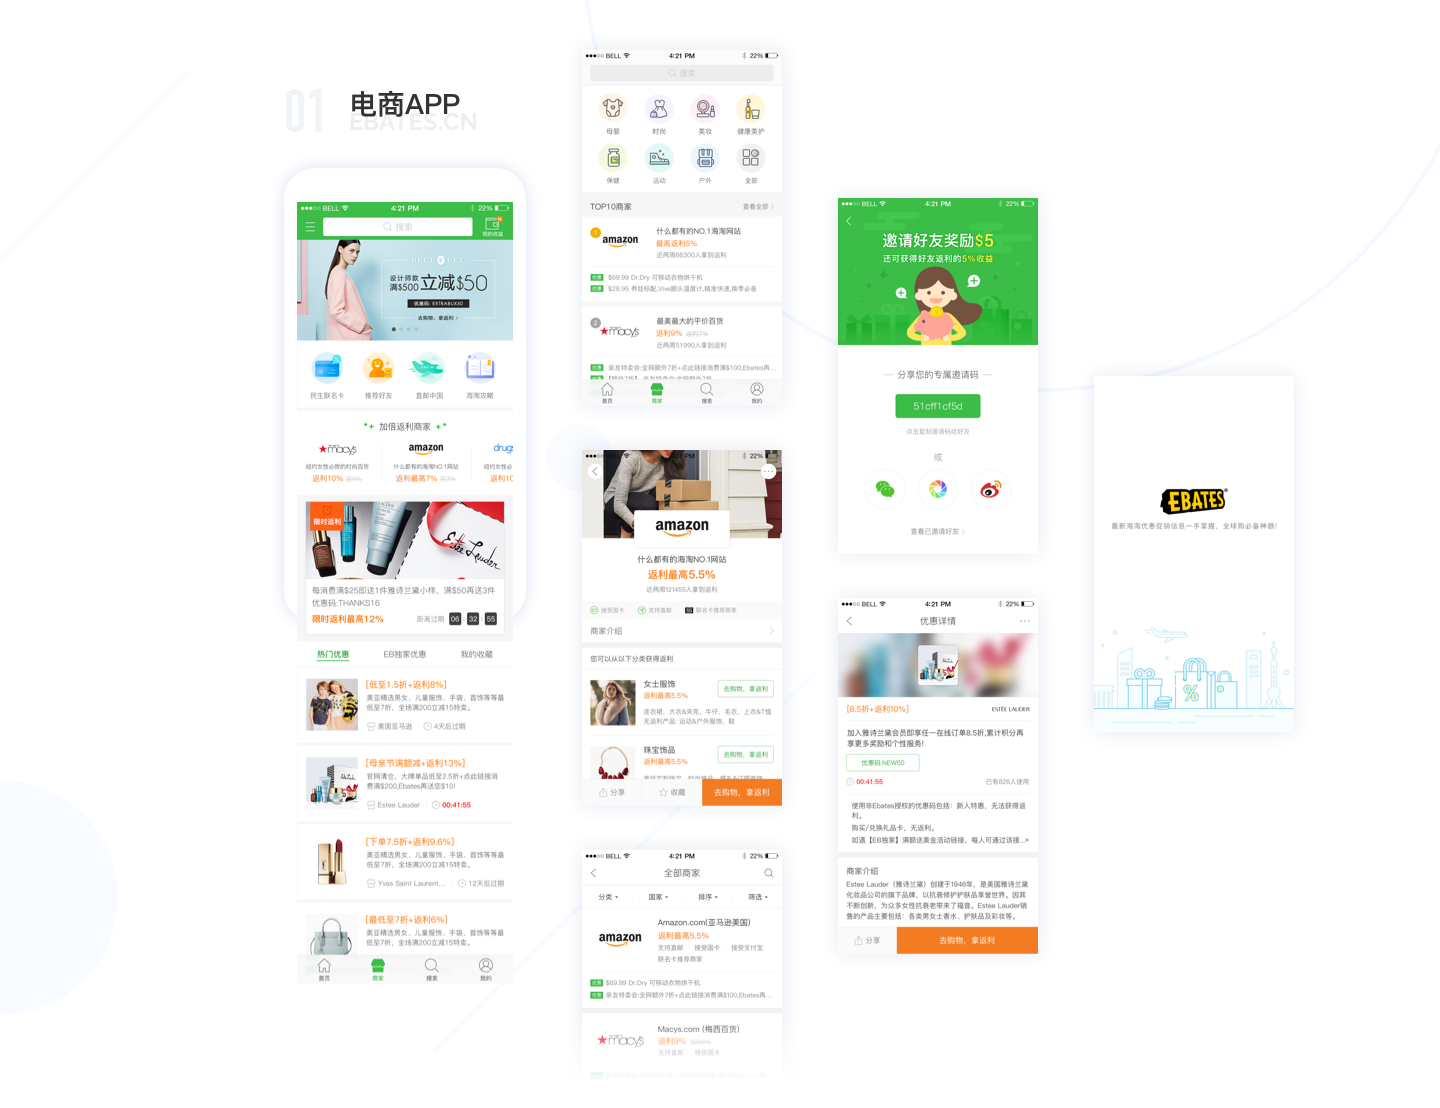 01
电商APP
EBATES.CN
BELL 4:21 PM 22%
搜索
我的收益
BLUE FLY
设计师款
满$500
立减$50
优惠码: EXTRABUX50
去购物，拿返利
民生联名卡
推荐好友
直邮中国
海淘攻略
加倍返利商家
macy's
amazon
drug
纽约女性必败的时尚百货
什么都有的海淘NO.1网站
返利10%
返利最高7%
返利10
限时返利
Estée Lauder
每消费满$25即送1件雅诗兰黛小样，满$50再送3件
优惠码:THANKS16
限时返利最高12%
距离过期 06 : 32 : 55
热门优惠
EB独家优惠
我的收藏
[低至1.5折+返利8%]
美亚精选男女、儿童服饰、手袋、首饰等等最
低至7折，全场满200立减15特卖。
美国亚马逊
4天后过期
[母亲节满额减+返利13%]
官网清仓，大牌单品低至2.5折+点此链接消
费满$200,Ebates再送您$10!
Estee Lauder
00:41:55
[下单7.5折+返利9.6%]
美亚精选男女、儿童服饰、手袋、首饰等等最
低至7折，全场满200立减15特卖。
Yves Saint Laurent...
12天后过期
[最低至7折+返利6%]
美亚精选男女、儿童服饰、手袋、首饰等等最
低至7折，全场满200立减15特卖。
首页
商家
搜索
我的
BELL 4:21 PM 22%
搜索
母婴
时尚
美妆
健康美护
保健
运动
户外
全部
TOP10商家
查看全部
1
amazon
什么都有的NO.1海淘网站
最高返利5%
近两周66300人拿到返利
优惠 $69.99 Dr.Dry 可移动衣物烘干机
优惠 $28.95 养娃标配,Vive额头温度计,精准快速,换季必备
2
macy's
最美最大的平价百货
返利9% 返利7%
近两周51990人拿到返利
优惠 亲友特卖会:全网额外7折+点此链接消费满$100,Ebates再...
首页
商家
搜索
我的
22%
amazon
什么都有的海淘NO.1网站
返利最高5.5%
近两周121455人拿到返利
接受国卡
支持直邮
联名卡推荐商家
商家介绍
您可以从以下分类获得返利
女士服饰
返利最高5.5%
去购物，拿返利
连衣裙，大衣&夹克，牛仔，毛衣，上衣&T恤
无返利产品: 运动&户外服饰，鞋
珠宝饰品
返利最高5.5%
去购物，拿返利
分享
收藏
去购物，拿返利
BELL 4:21 PM 22%
全部商家
分类
国家
排序
筛选
amazon
Amazon.com(亚马逊美国)
返利最高5.5%
支持直邮 接受国卡 接受支付宝
联名卡推荐商家
优惠 $69.99 Dr.Dry 可移动衣物烘干机
优惠 亲友特卖会:全网额外7折+点此链接消费满$100,Ebates再...
macy's
Macys.com (梅西百货)
返利9%
支持直邮 接受国卡
BELL 4:21 PM 22%
邀请好友奖励$5
还可获得好友返利的5%收益
分享您的专属邀请码
51cff1cf5d
点击复制邀请码给好友
或
查看已邀请好友
BELL 4:21 PM 22%
优惠详情
[8.5折+返利10%]
ESTĒE LAUDER
加入雅诗兰黛会员即享任一在线订单8.5折,累计积分再
享更多奖励和个性服务!
优惠码:NEW50
00:41:55
已有828人使用
使用非Ebates授权的优惠码包括：新人特惠，无法获得返
利。
购买/兑换礼品卡，无返利。
如遇【EB独家】满额送美金活动链接，每人可通过该接...»
商家介绍
Estee Lauder（雅诗兰黛）创建于1946年，是美国雅诗兰黛
化妆品公司的旗下品牌，以抗衰修护护肤品享誉世界。因其
不断创新，为众多女性抗衰老带来了福音。Estee Lauder销
售的产品主要包括：各类男女士香水、护肤品及彩妆等。
分享
去购物，拿返利
EBATES
最新海淘优惠促销信息一手掌握，全球购必备神器!